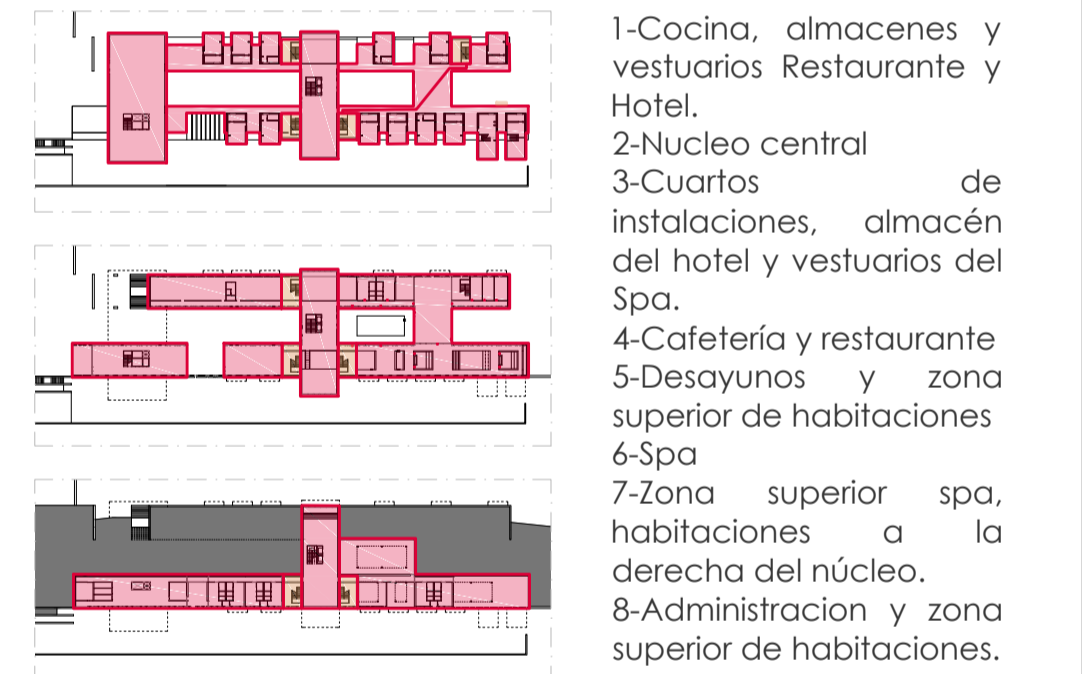 1-Cocina, almacenes y
vestuarios Restaurante y
Hotel.
2-Nucleo central
3-Cuartos de
instalaciones, almacén
del hotel y vestuarios del
Spa.
4-Cafetería y restaurante
5-Desayunos y zona
superior de habitaciones
6-Spa
7-Zona superior spa,
habitaciones a la
derecha del núcleo.
8-Administracion y zona
superior de habitaciones.